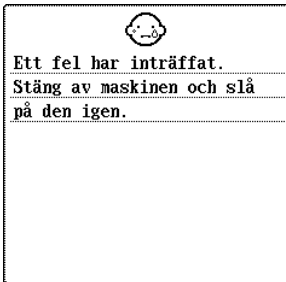 Ett fel har inträffat.
Stäng av maskinen och slå
på den igen.